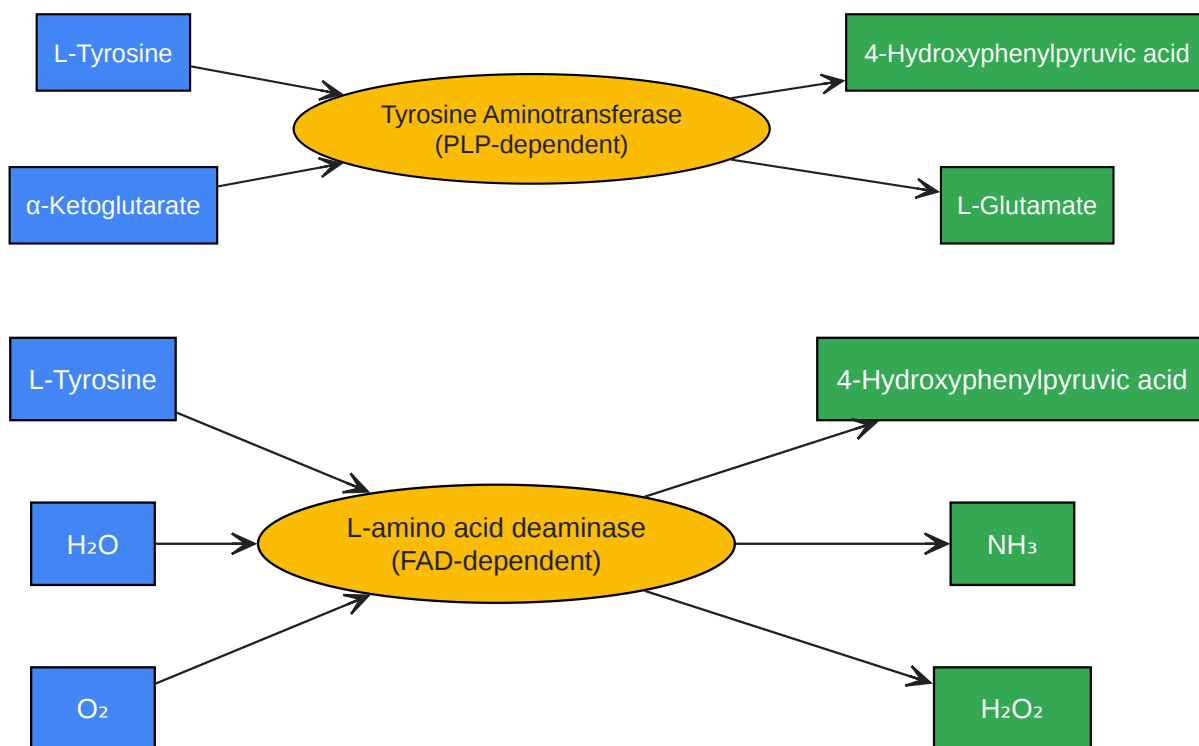 L-Tyrosine
4-Hydroxyphenylpyruvic acid
Tyrosine Aminotransferase
(PLP-dependent)
α-Ketoglutarate
L-Glutamate
L-Tyrosine
4-Hydroxyphenylpyruvic acid
H₂O
L-amino acid deaminase
(FAD-dependent)
NH₃
O₂
H₂O₂